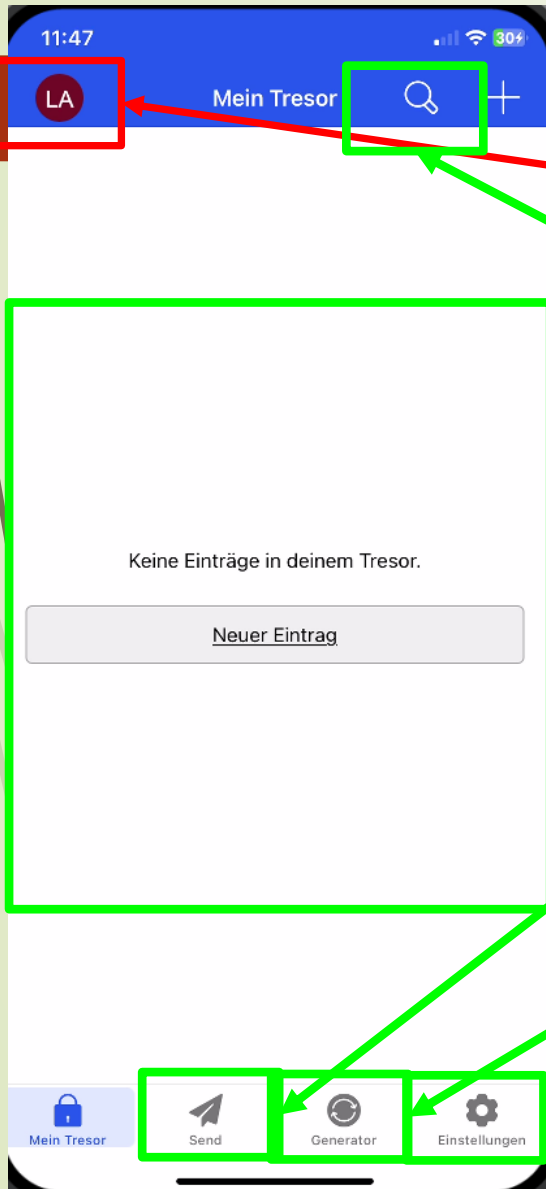 11:47
30
LA
Mein Tresor
Keine Einträge in deinem Tresor.
Neuer Eintrag
Mein Tresor
Send
Generator
Einstellungen